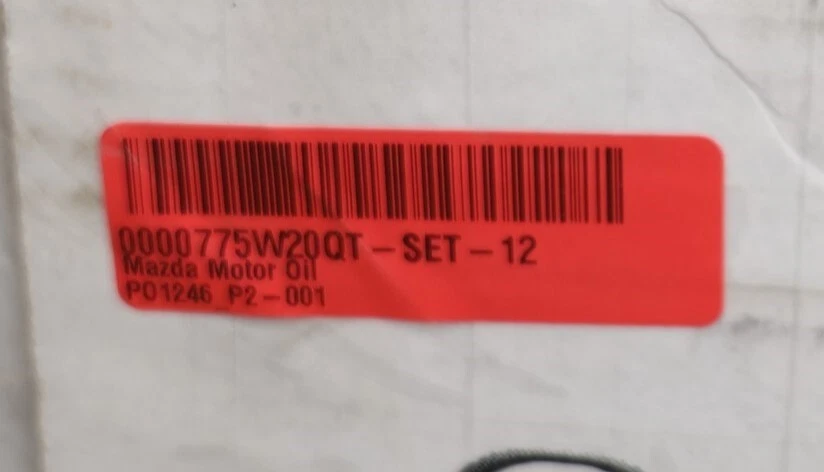 0000775W20QT-SET-12
Mazda Motor Oil
PO1246_P2-001